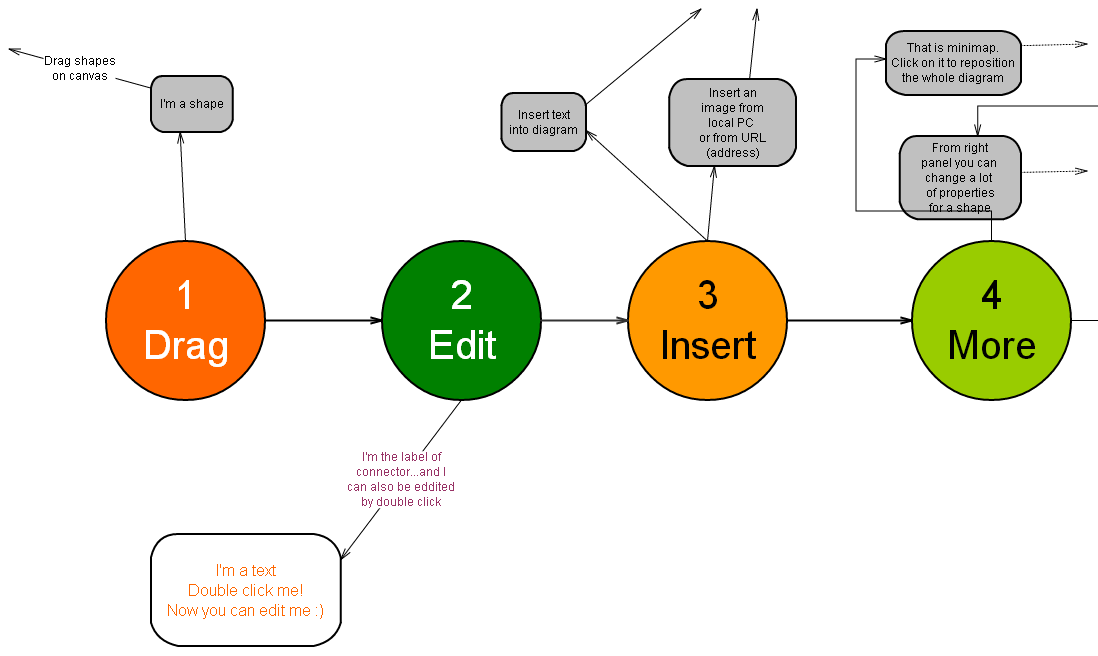 Drag shapes
on canvas
I'm a shape
Insert text
into diagram
Insert an
image from
local PC
or from URL
(address)
That is minimap.
Click on it to reposition
the whole diagram
From right
panel you can
change a lot
of properties
for a shape
1
Drag
2
Edit
3
Insert
4
More
I'm the label of
connector...and I
can also be eddited
by double click
I'm a text
Double click me!
Now you can edit me :)